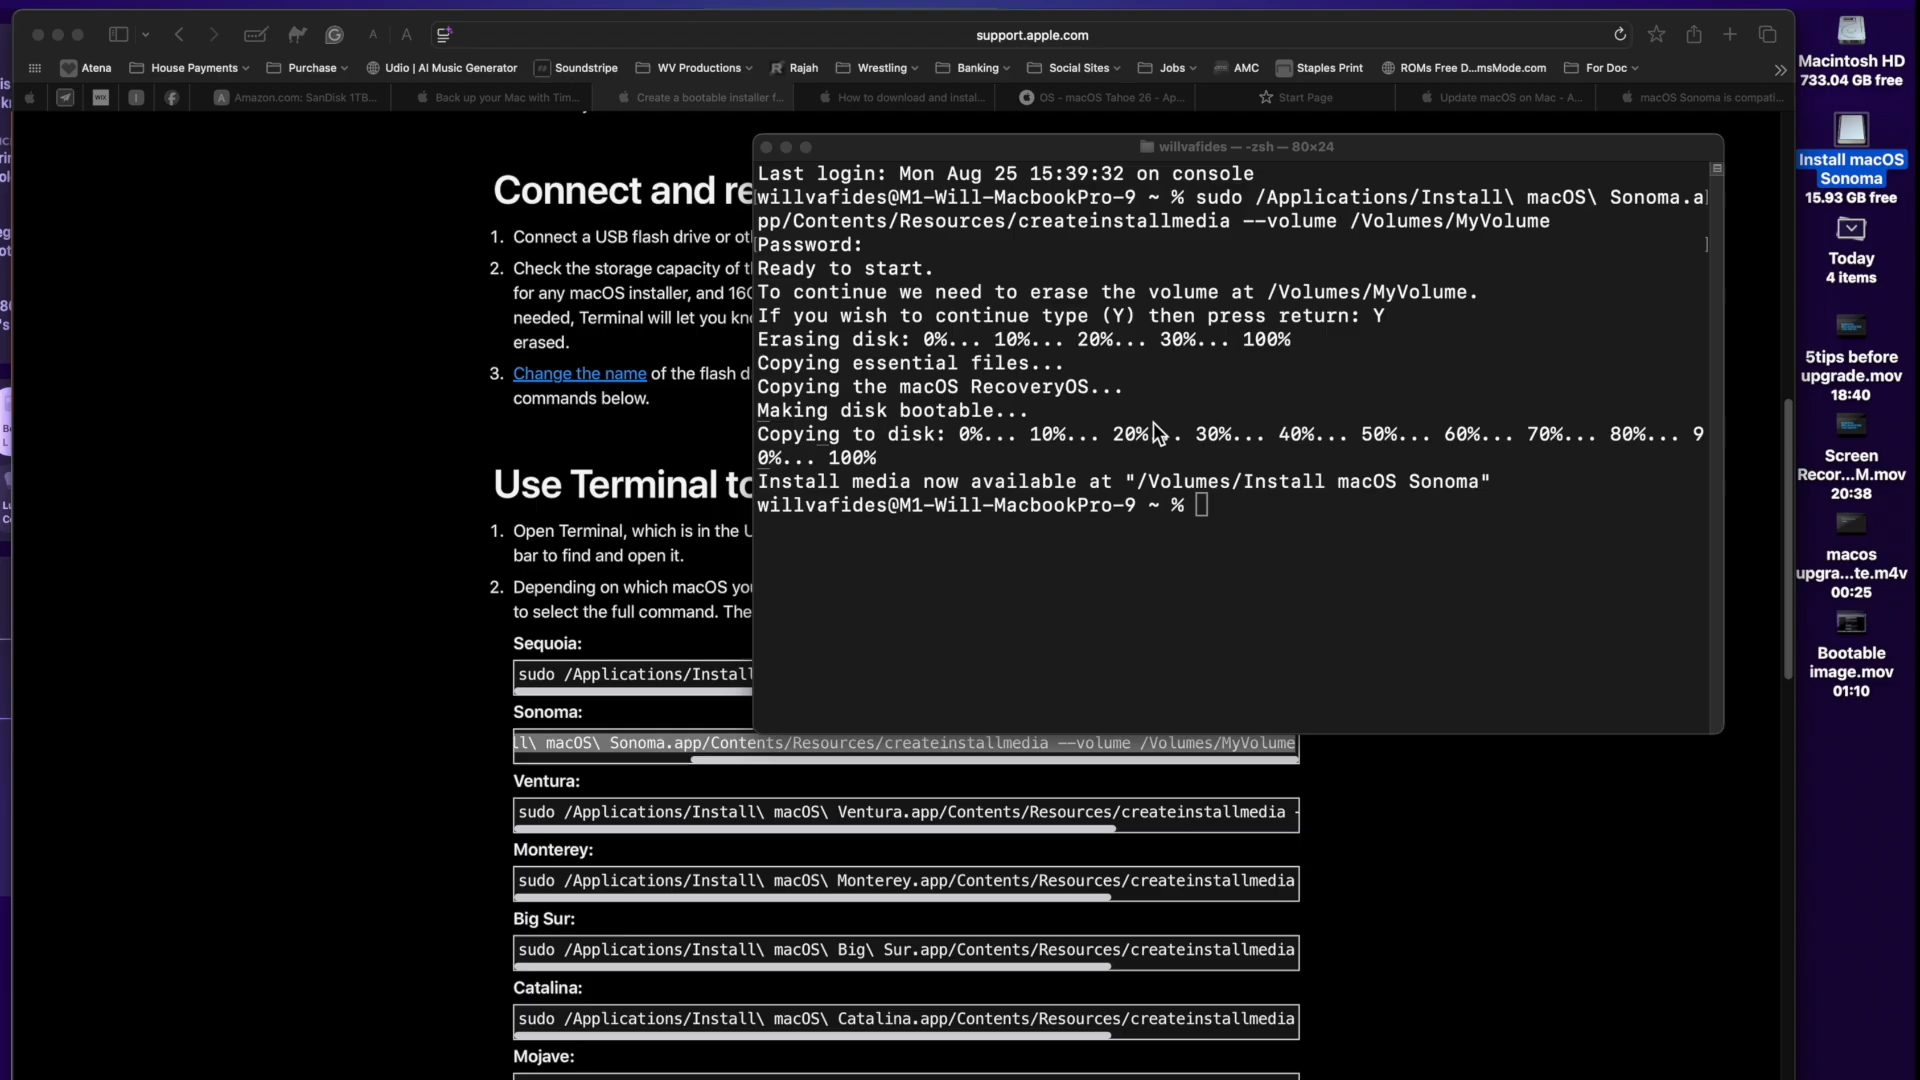 support.apple.com
Atena
House Payments
Purchase
Udio | AI Music Generator
Soundstripe
WV Productions
Rajah
Wrestling
Banking
Social Sites
Jobs
AMC
Staples Print
ROMs Free D...msMode.com
For Doc
Amazon.com: SanDisk 1TB...
Back up your Mac with Tim...
Create a bootable installer f...
How to download and instal...
OS - macOS Tahoe 26 - Ap...
Start Page
Update macOS on Mac - A...
macOS Sonoma is compati...
Connect and re
1. Connect a USB flash drive or ot
2. Check the storage capacity of t
for any macOS installer, and 16G
needed, Terminal will let you kn
erased.
3. Change the name of the flash d
commands below.
Use Terminal to
1. Open Terminal, which is in the U
bar to find and open it.
2. Depending on which macOS yo
to select the full command. The
Sequoia:
sudo /Applications/Install
Sonoma:
ll\ macOS\ Sonoma.app/Contents/Resources/createinstallmedia --volume /Volumes/MyVolume
Ventura:
sudo /Applications/Install\ macOS\ Ventura.app/Contents/Resources/createinstallmedia -
Monterey:
sudo /Applications/Install\ macOS\ Monterey.app/Contents/Resources/createinstallmedia
Big Sur:
sudo /Applications/Install\ macOS\ Big\ Sur.app/Contents/Resources/createinstallmedia
Catalina:
sudo /Applications/Install\ macOS\ Catalina.app/Contents/Resources/createinstallmedia
Mojave:
willvafides — -zsh — 80×24
Last login: Mon Aug 25 15:39:32 on console
willvafides@M1-Will-MacbookPro-9 ~ % sudo /Applications/Install\ macOS\ Sonoma.a
pp/Contents/Resources/createinstallmedia --volume /Volumes/MyVolume
Password:
Ready to start.
To continue we need to erase the volume at /Volumes/MyVolume.
If you wish to continue type (Y) then press return: Y
Erasing disk: 0%... 10%... 20%... 30%... 100%
Copying essential files...
Copying the macOS RecoveryOS...
Making disk bootable...
Copying to disk: 0%... 10%... 20%... 30%... 40%... 50%... 60%... 70%... 80%... 9
0%... 100%
Install media now available at "/Volumes/Install macOS Sonoma"
willvafides@M1-Will-MacbookPro-9 ~ %
Macintosh HD
733.04 GB free
Install macOS
Sonoma
15.93 GB free
Today
4 items
5tips before
upgrade.mov
18:40
Screen
Recor...M.mov
20:38
macos
upgra...te.m4v
00:25
Bootable
image.mov
01:10